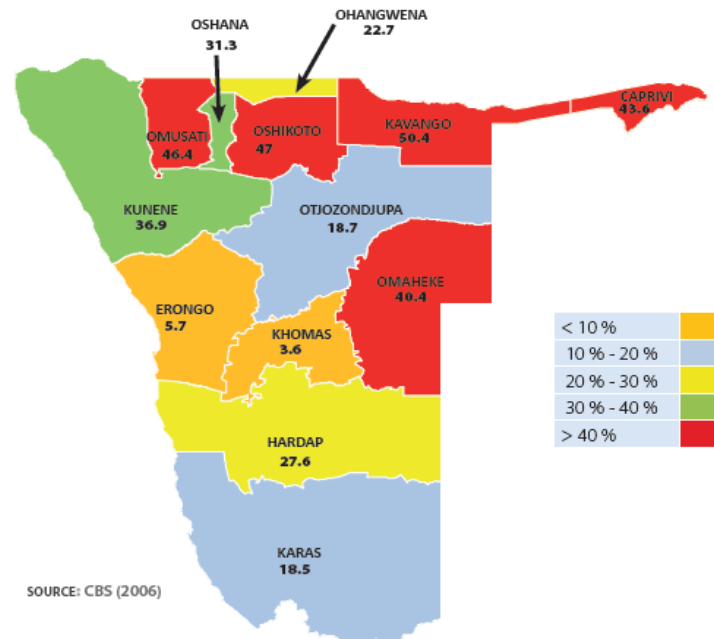 OSHANA
31.3
OHANGWENA
22.7
OMUSATI
46.4
OSHIKOTO
47
KAVANGO
50.4
CAPRIVI
43.6
KUNENE
36.9
OTJOZONDJUPA
18.7
OMAHEKE
40.4
ERONGO
5.7
KHOMAS
3.6
HARDAP
27.6
KARAS
18.5
< 10 %
10 % - 20 %
20 % - 30 %
30 % - 40 %
> 40 %
SOURCE: CBS (2006)